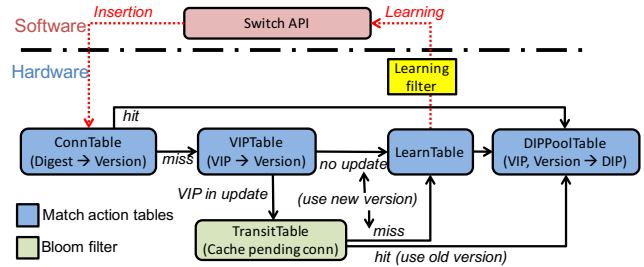 Insertion
Learning
Software
Switch API
Hardware
Learning
filter
hit
ConnTable
(Digest → Version)
miss
VIPTable
(VIP → Version)
no update
LearnTable
DIPPoolTable
(VIP, Version → DIP)
VIP in update
(use new version)
Match action tables
Bloom filter
TransitTable
(Cache pending conn)
miss
hit (use old version)